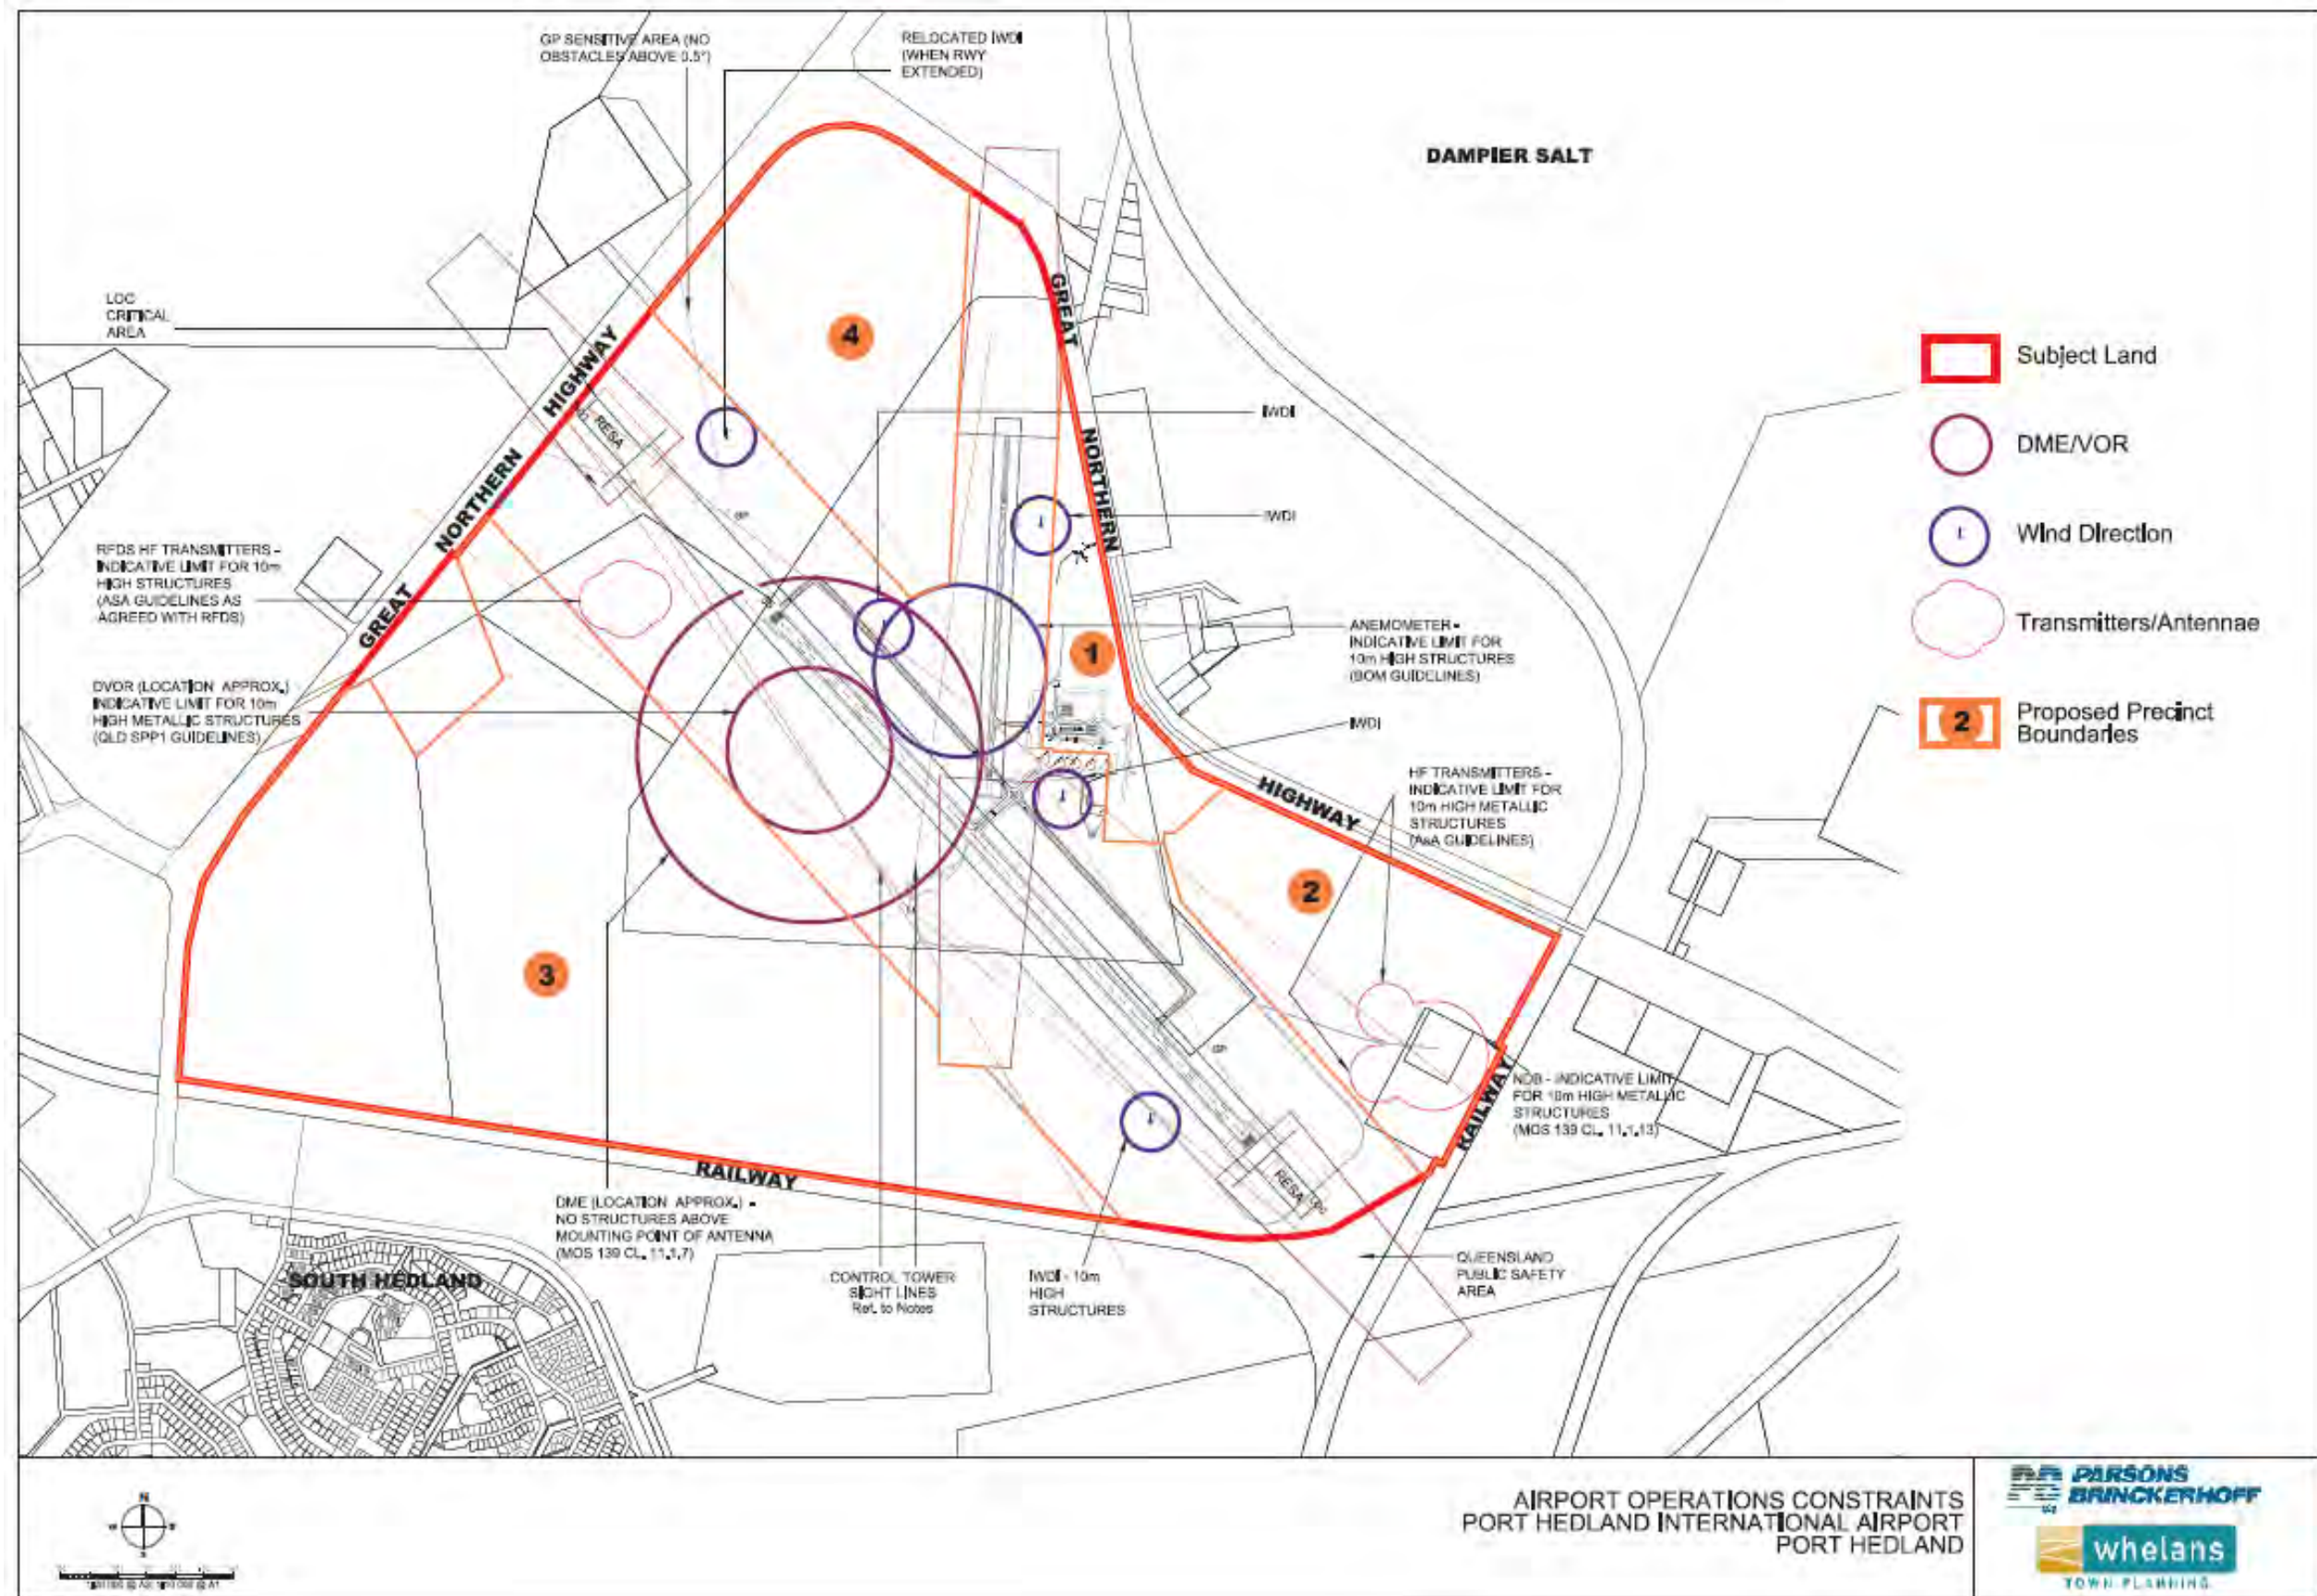 GP SENSITIVE AREA (NO
OBSTACLES ABOVE 0.5°)
RELOCATED IWDI
(WHEN RWY
EXTENDED)
DAMPIER SALT
LOC
CRITICAL
AREA
4
GREAT
NORTHERN
HIGHWAY
GREAT
NORTHERN
HIGHWAY
RESA
GP
IWDI
IWDI
RFDS HF TRANSMITTERS -
INDICATIVE LIMIT FOR 10m
HIGH STRUCTURES
(ASA GUIDELINES AS
AGREED WITH RFDS)
DVOR (LOCATION APPROX.)
INDICATIVE LIMIT FOR 10m
HIGH METALLIC STRUCTURES
(QLD SPP1 GUIDELINES)
1
ANEMOMETER -
INDICATIVE LIMIT FOR
10m HIGH STRUCTURES
(BOM GUIDELINES)
IWDI
HF TRANSMITTERS -
INDICATIVE LIMIT FOR
10m HIGH METALLIC
STRUCTURES
(AsA GUIDELINES)
2
3
GP
NDB - INDICATIVE LIMIT
FOR 10m HIGH METALLIC
STRUCTURES
(MOS 139 CL. 11.1.13)
RAILWAY
RAILWAY
RESA
DME (LOCATION APPROX.) -
NO STRUCTURES ABOVE
MOUNTING POINT OF ANTENNA
(MOS 139 CL. 11.1.7)
CONTROL TOWER
SIGHT LINES
Ref. to Notes
IWDI - 10m
HIGH
STRUCTURES
QUEENSLAND
PUBLIC SAFETY
AREA
SOUTH HEDLAND
Subject Land
DME/VOR
Wind Direction
Transmitters/Antennae
2
Proposed Precinct
Boundaries
N
AIRPORT OPERATIONS CONSTRAINTS
PORT HEDLAND INTERNATIONAL AIRPORT
PORT HEDLAND
PB PARSONS
BRINCKERHOFF
whelans
TOWN PLANNING